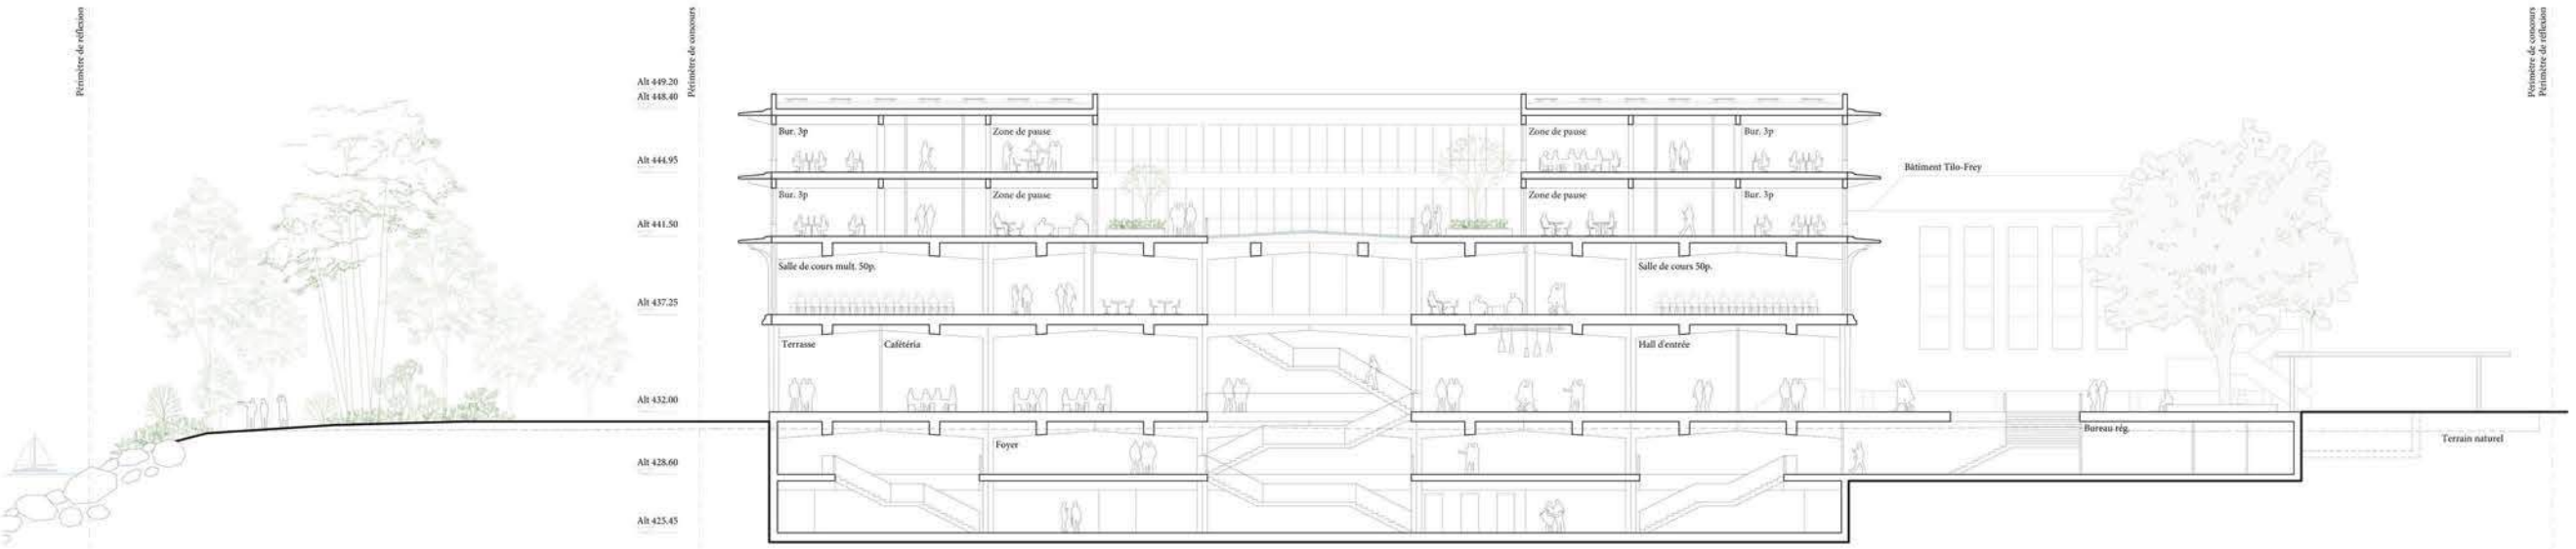 Périmètre de réflexion
Périmètre de concours
Périmètre de concours
Périmètre de réflexion
Alt 449.20
Alt 448.40
Bur. 3p
Zone de pause
Zone de pause
Bur. 3p
Alt 444.95
Bâtiment Tilo-Frey
Bur. 3p
Zone de pause
Zone de pause
Bur. 3p
Alt 441.50
Salle de cours mult. 50p.
Salle de cours 50p.
Alt 437.25
Terrasse
Cafétéria
Hall d'entrée
Alt 432.00
Bureau rég.
Terrain naturel
Foyer
Alt 428.60
Alt 425.45